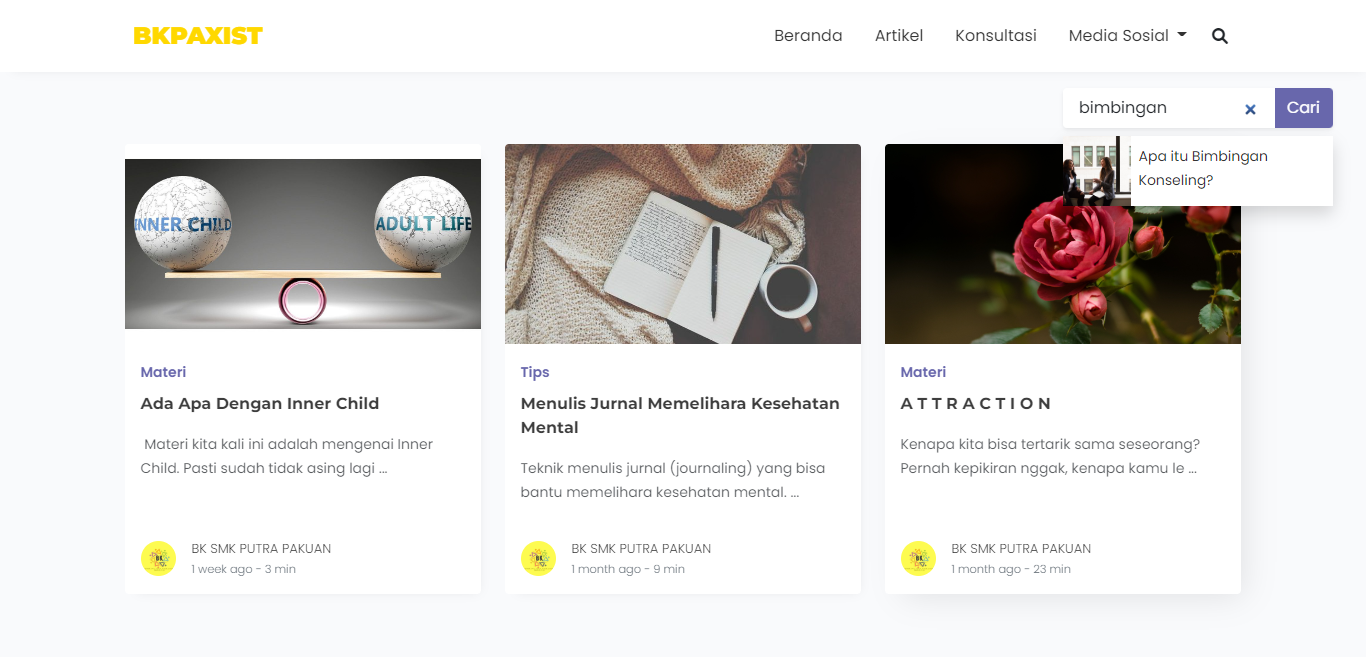 BKPAXIST
Beranda
Artikel
Konsultasi
Media Sosial
bimbingan
Cari
Apa itu Bimbingan
Konseling?
INNER CHILD
ADULT LIFE
Materi
Ada Apa Dengan Inner Child
Materi kita kali ini adalah mengenai Inner
Child. Pasti sudah tidak asing lagi ...
BK SMK PUTRA PAKUAN
1 week ago - 3 min
Tips
Menulis Jurnal Memelihara Kesehatan
Mental
Teknik menulis jurnal (journaling) yang bisa
bantu memelihara kesehatan mental. ...
BK SMK PUTRA PAKUAN
1 month ago - 9 min
Materi
A T T R A C T I O N
Kenapa kita bisa tertarik sama seseorang?
Pernah kepikiran nggak, kenapa kamu le ...
BK SMK PUTRA PAKUAN
1 month ago - 23 min